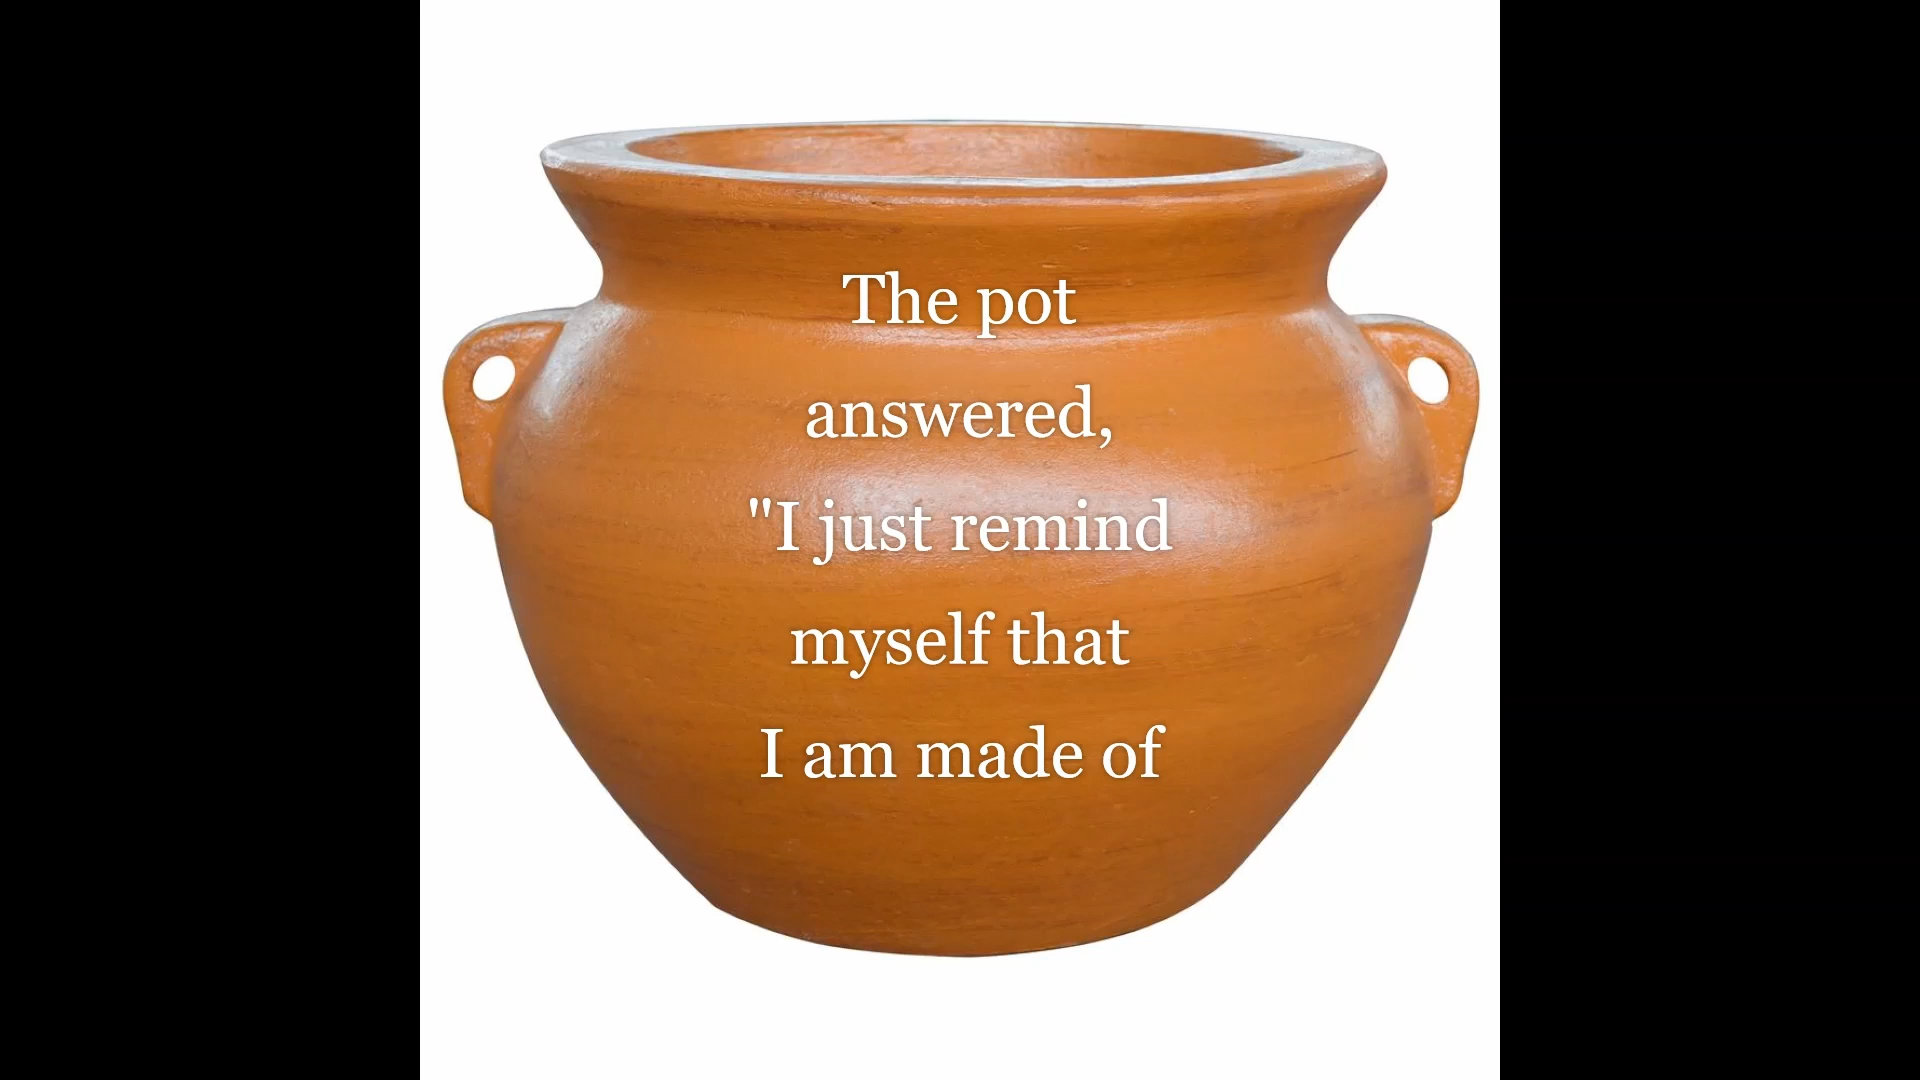 The pot
answered,
"I just remind
myself that
I am made of